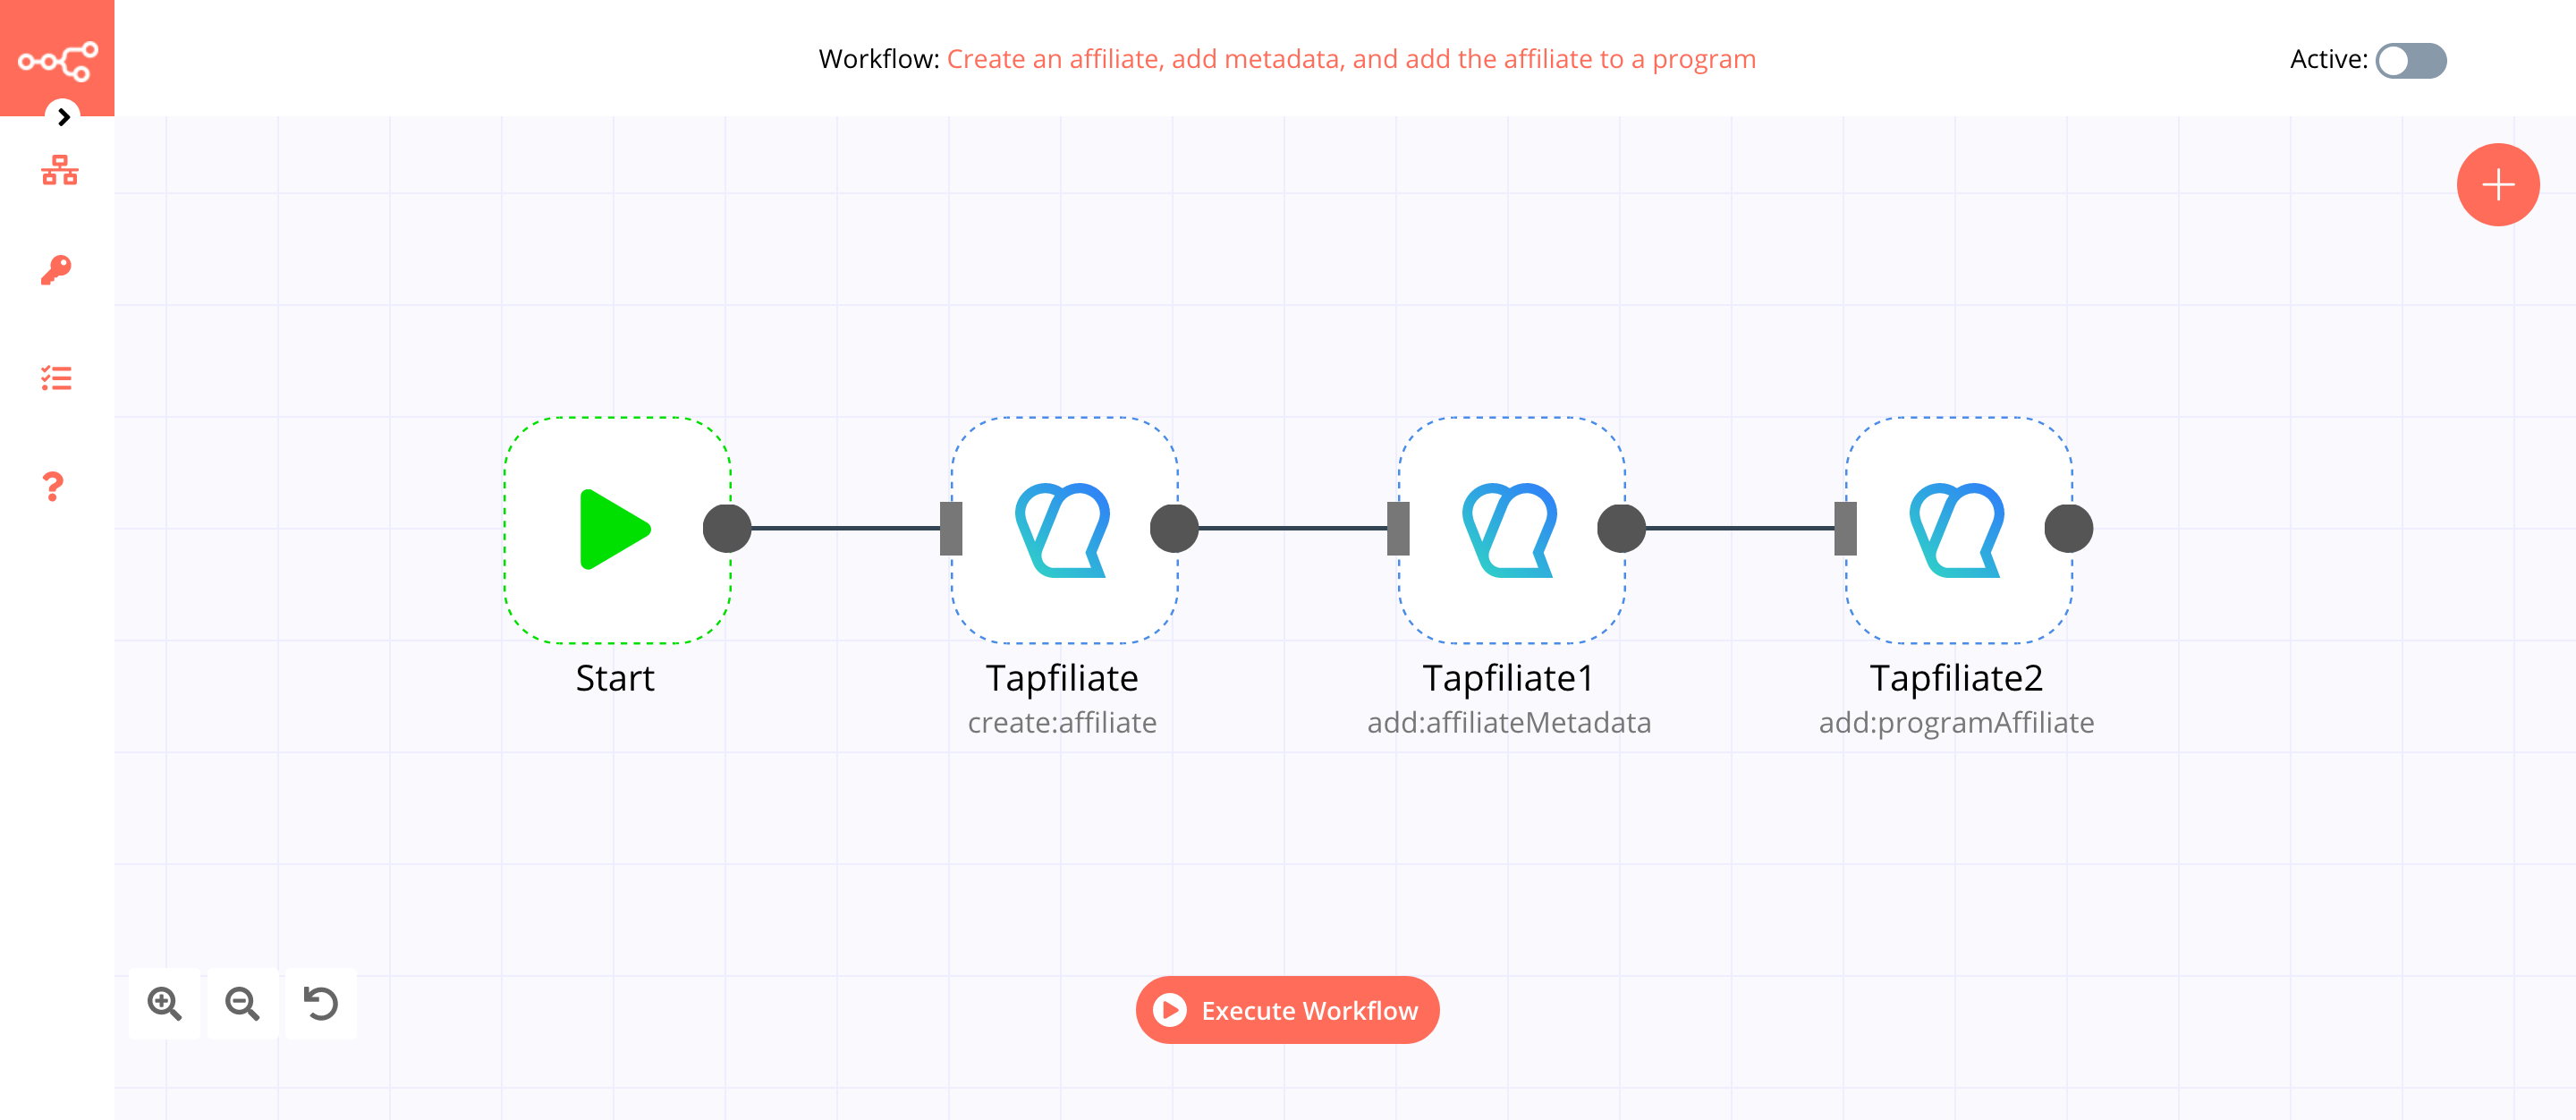 Workflow: Create an affiliate, add metadata, and add the affiliate to a program
Active:
Start
Tapfiliate
create:affiliate
Tapfiliate1
add:affiliateMetadata
Tapfiliate2
add:programAffiliate
Execute Workflow